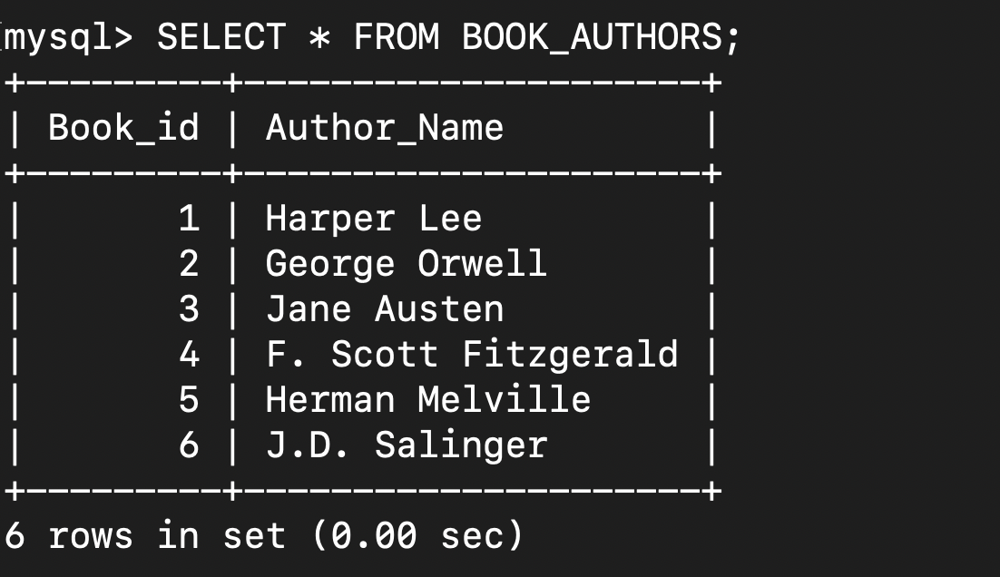 mysql> SELECT * FROM BOOK_AUTHORS;
+---------+---------------------+
| Book_id | Author_Name         |
+---------+---------------------+
|       1 | Harper Lee          |
|       2 | George Orwell       |
|       3 | Jane Austen         |
|       4 | F. Scott Fitzgerald |
|       5 | Herman Melville     |
|       6 | J.D. Salinger       |
+---------+---------------------+
6 rows in set (0.00 sec)